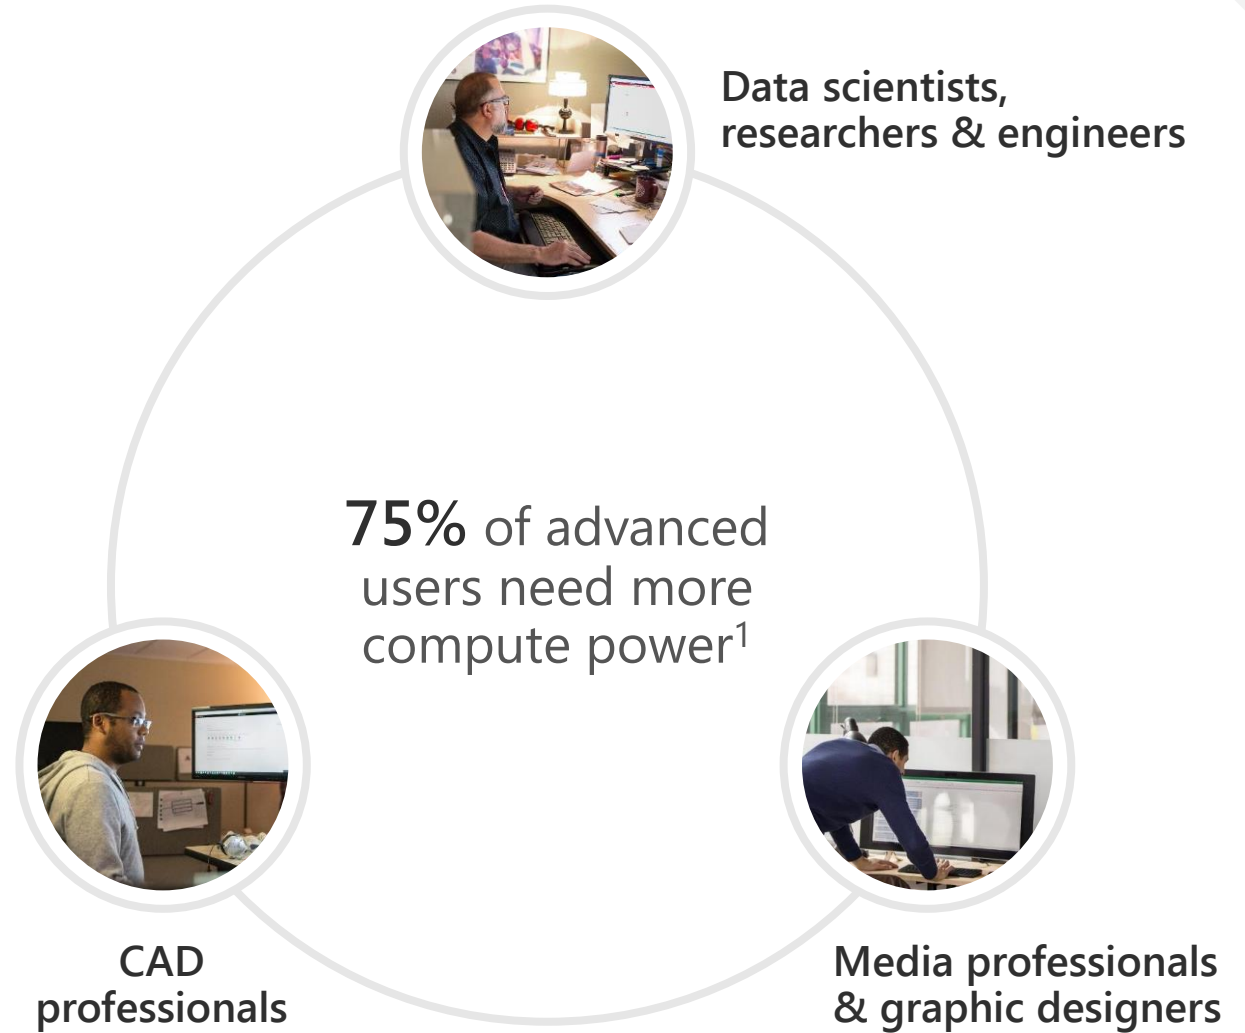 Data scientists,
researchers & engineers
75% of advanced
users need more
compute power¹
CAD
professionals
Media professionals
& graphic designers